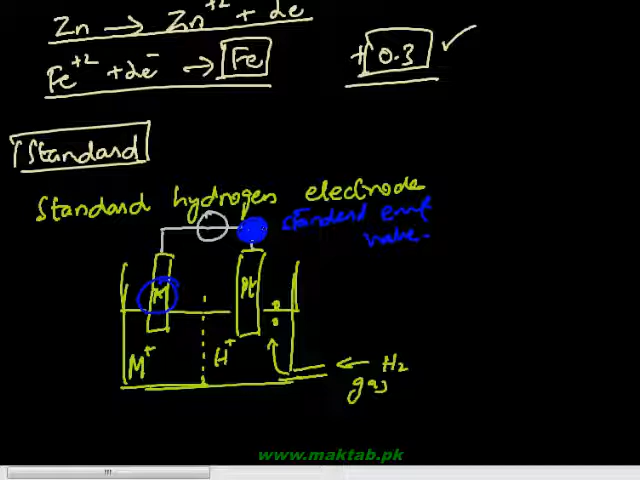 Zn → Zn⁺² + 2e
Fe⁺² + 2e⁻ → Fe
+0.3 ✓
Standard
Standard hydrogen electrode
standard emf
value.
M
Pt
M⁺
H⁺
← H₂
gas
www.maktab.pk